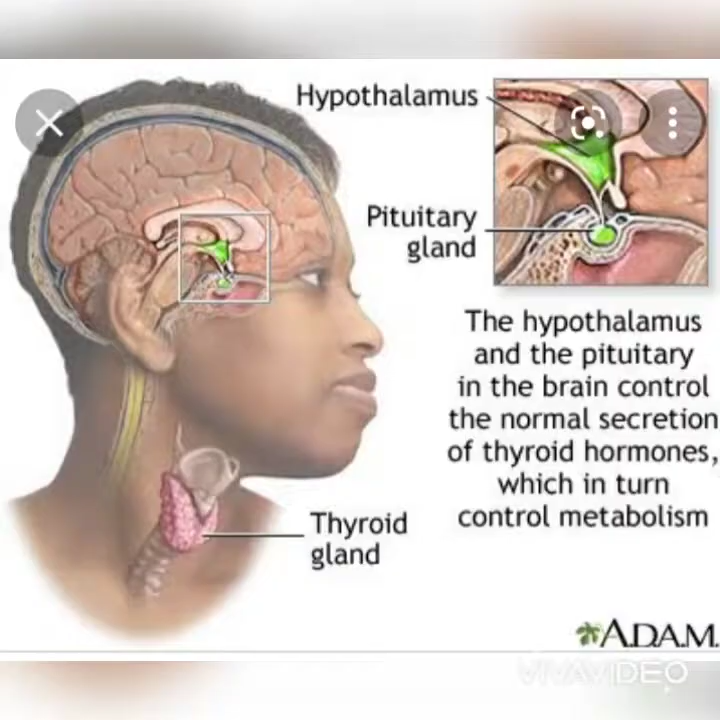 Hypothalamus
Pituitary
gland
The hypothalamus
and the pituitary
in the brain control
the normal secretion
of thyroid hormones,
which in turn
control metabolism
Thyroid
gland
A.D.A.M.
VIVAVIDEO